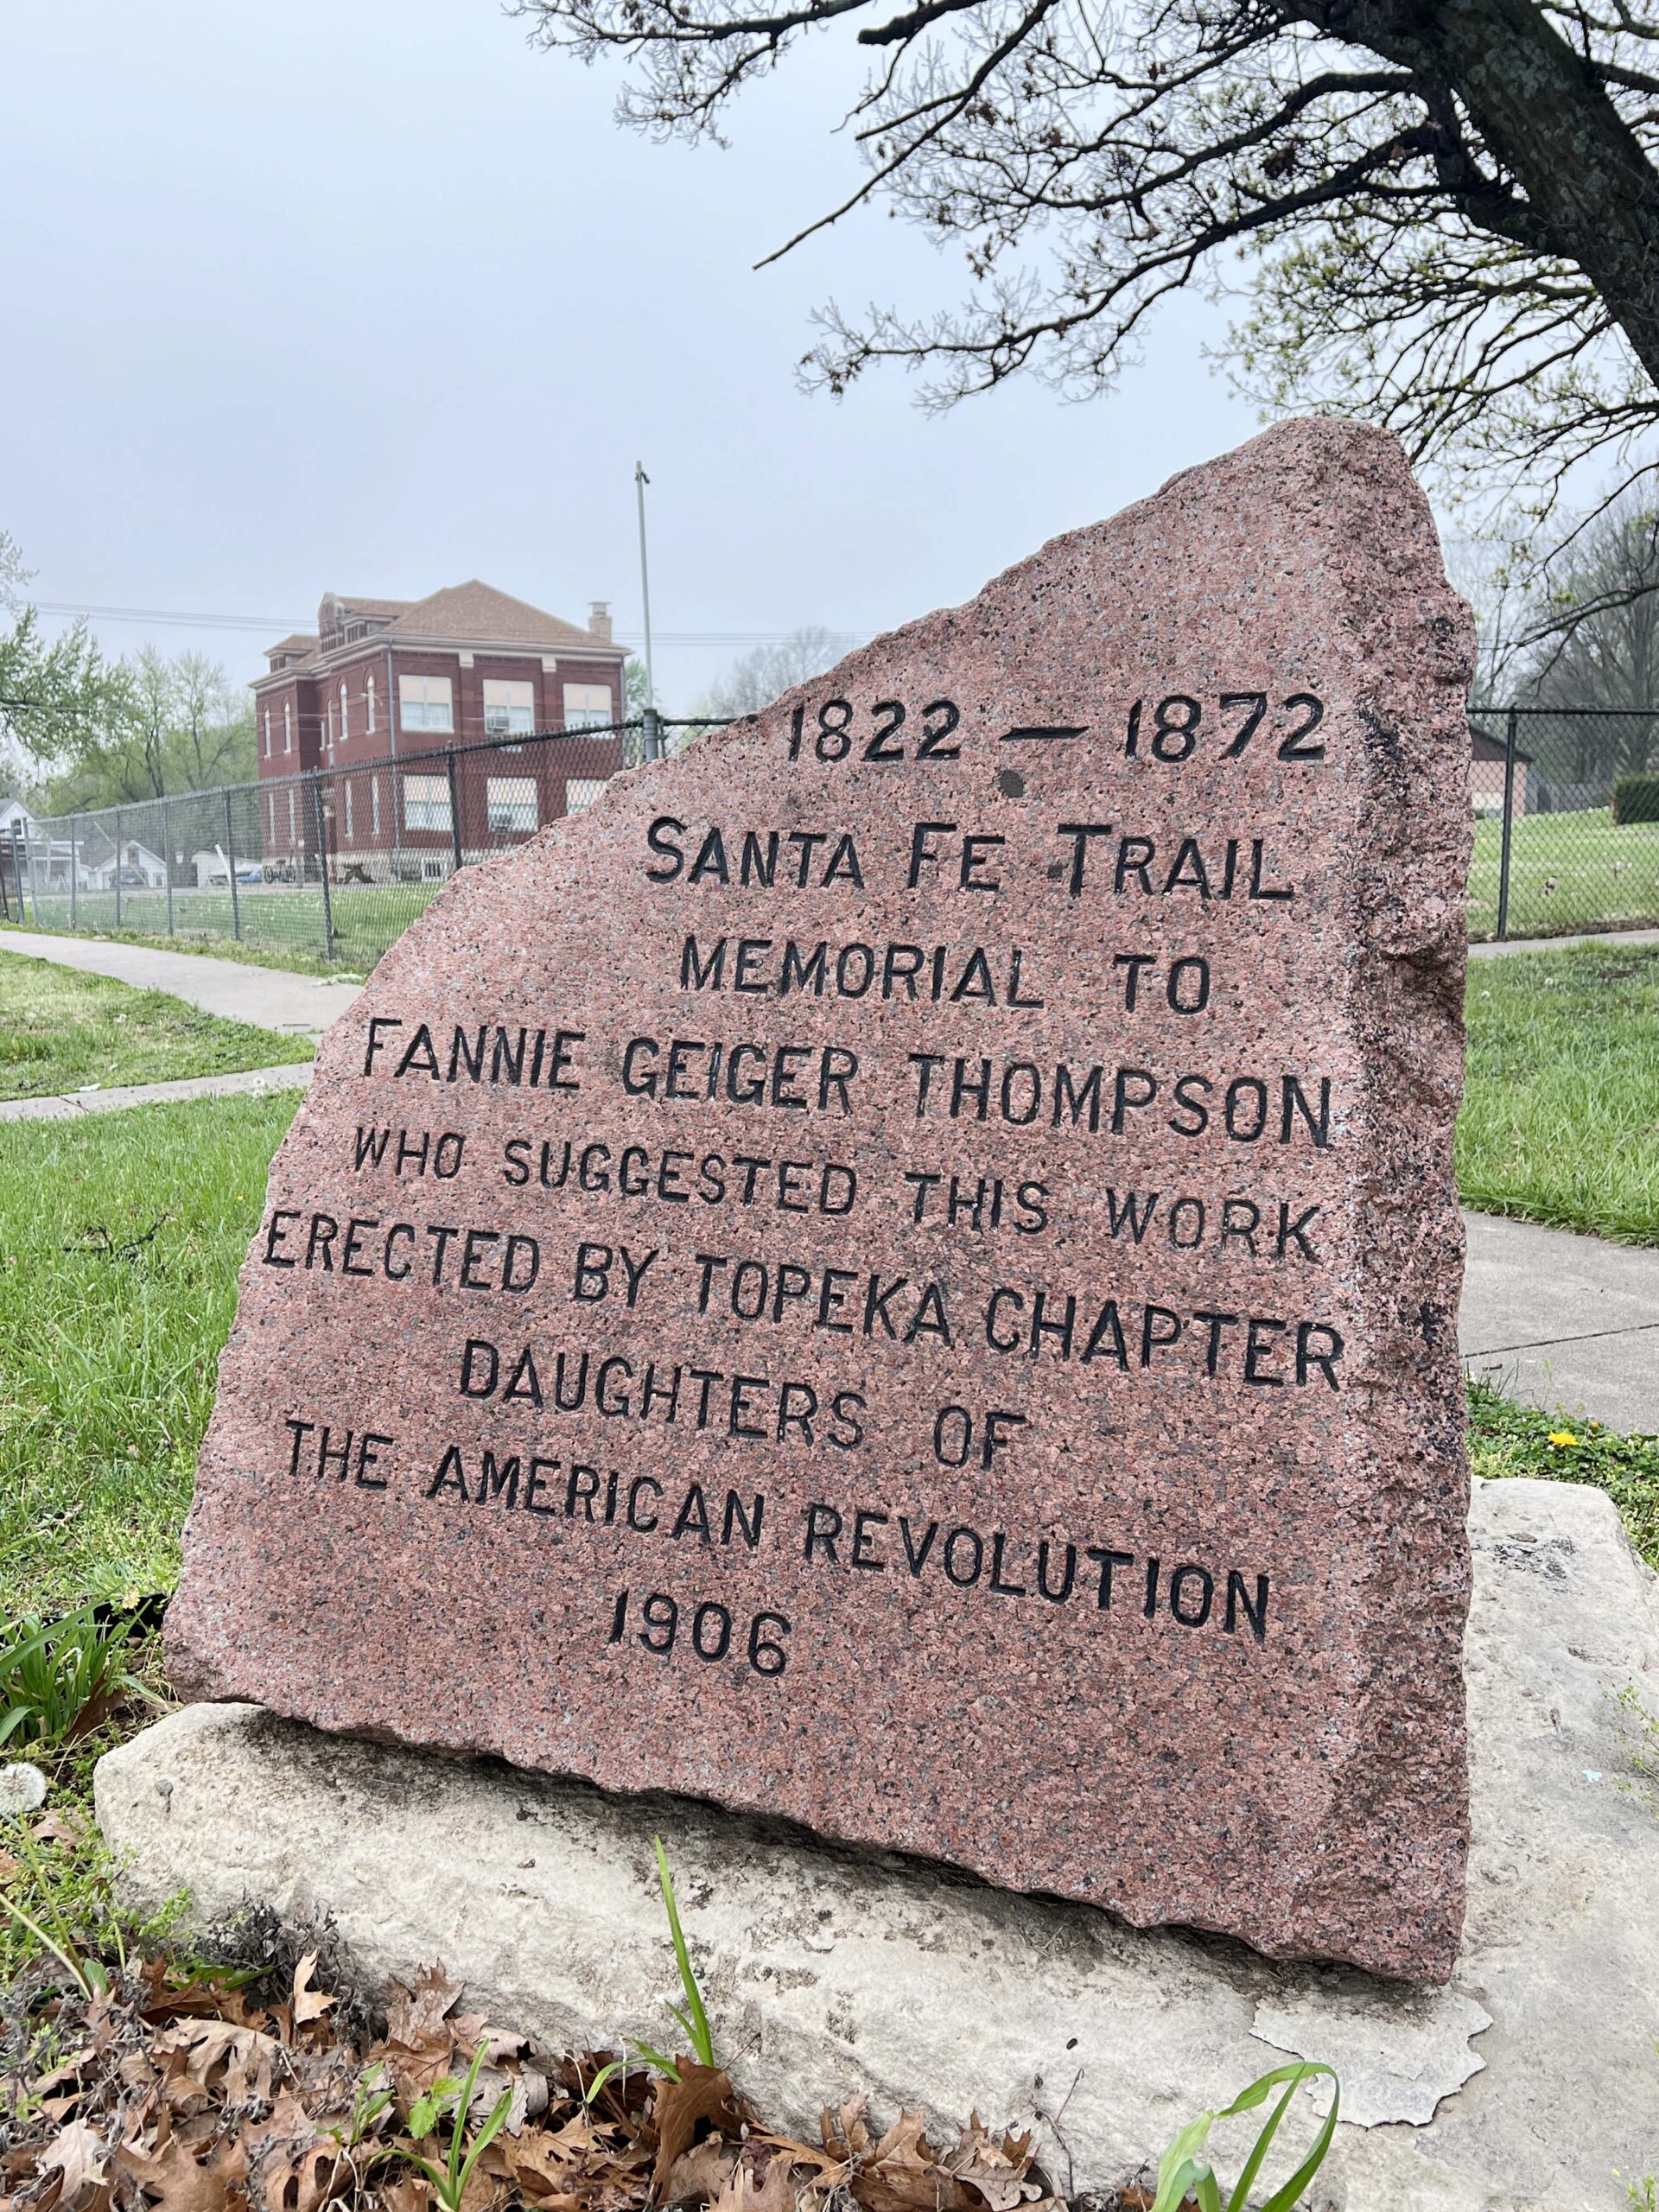 1822 — 1872
SANTA FE TRAIL
MEMORIAL TO
FANNIE GEIGER THOMPSON
WHO SUGGESTED THIS WORK
ERECTED BY TOPEKA CHAPTER
DAUGHTERS OF
THE AMERICAN REVOLUTION
1906